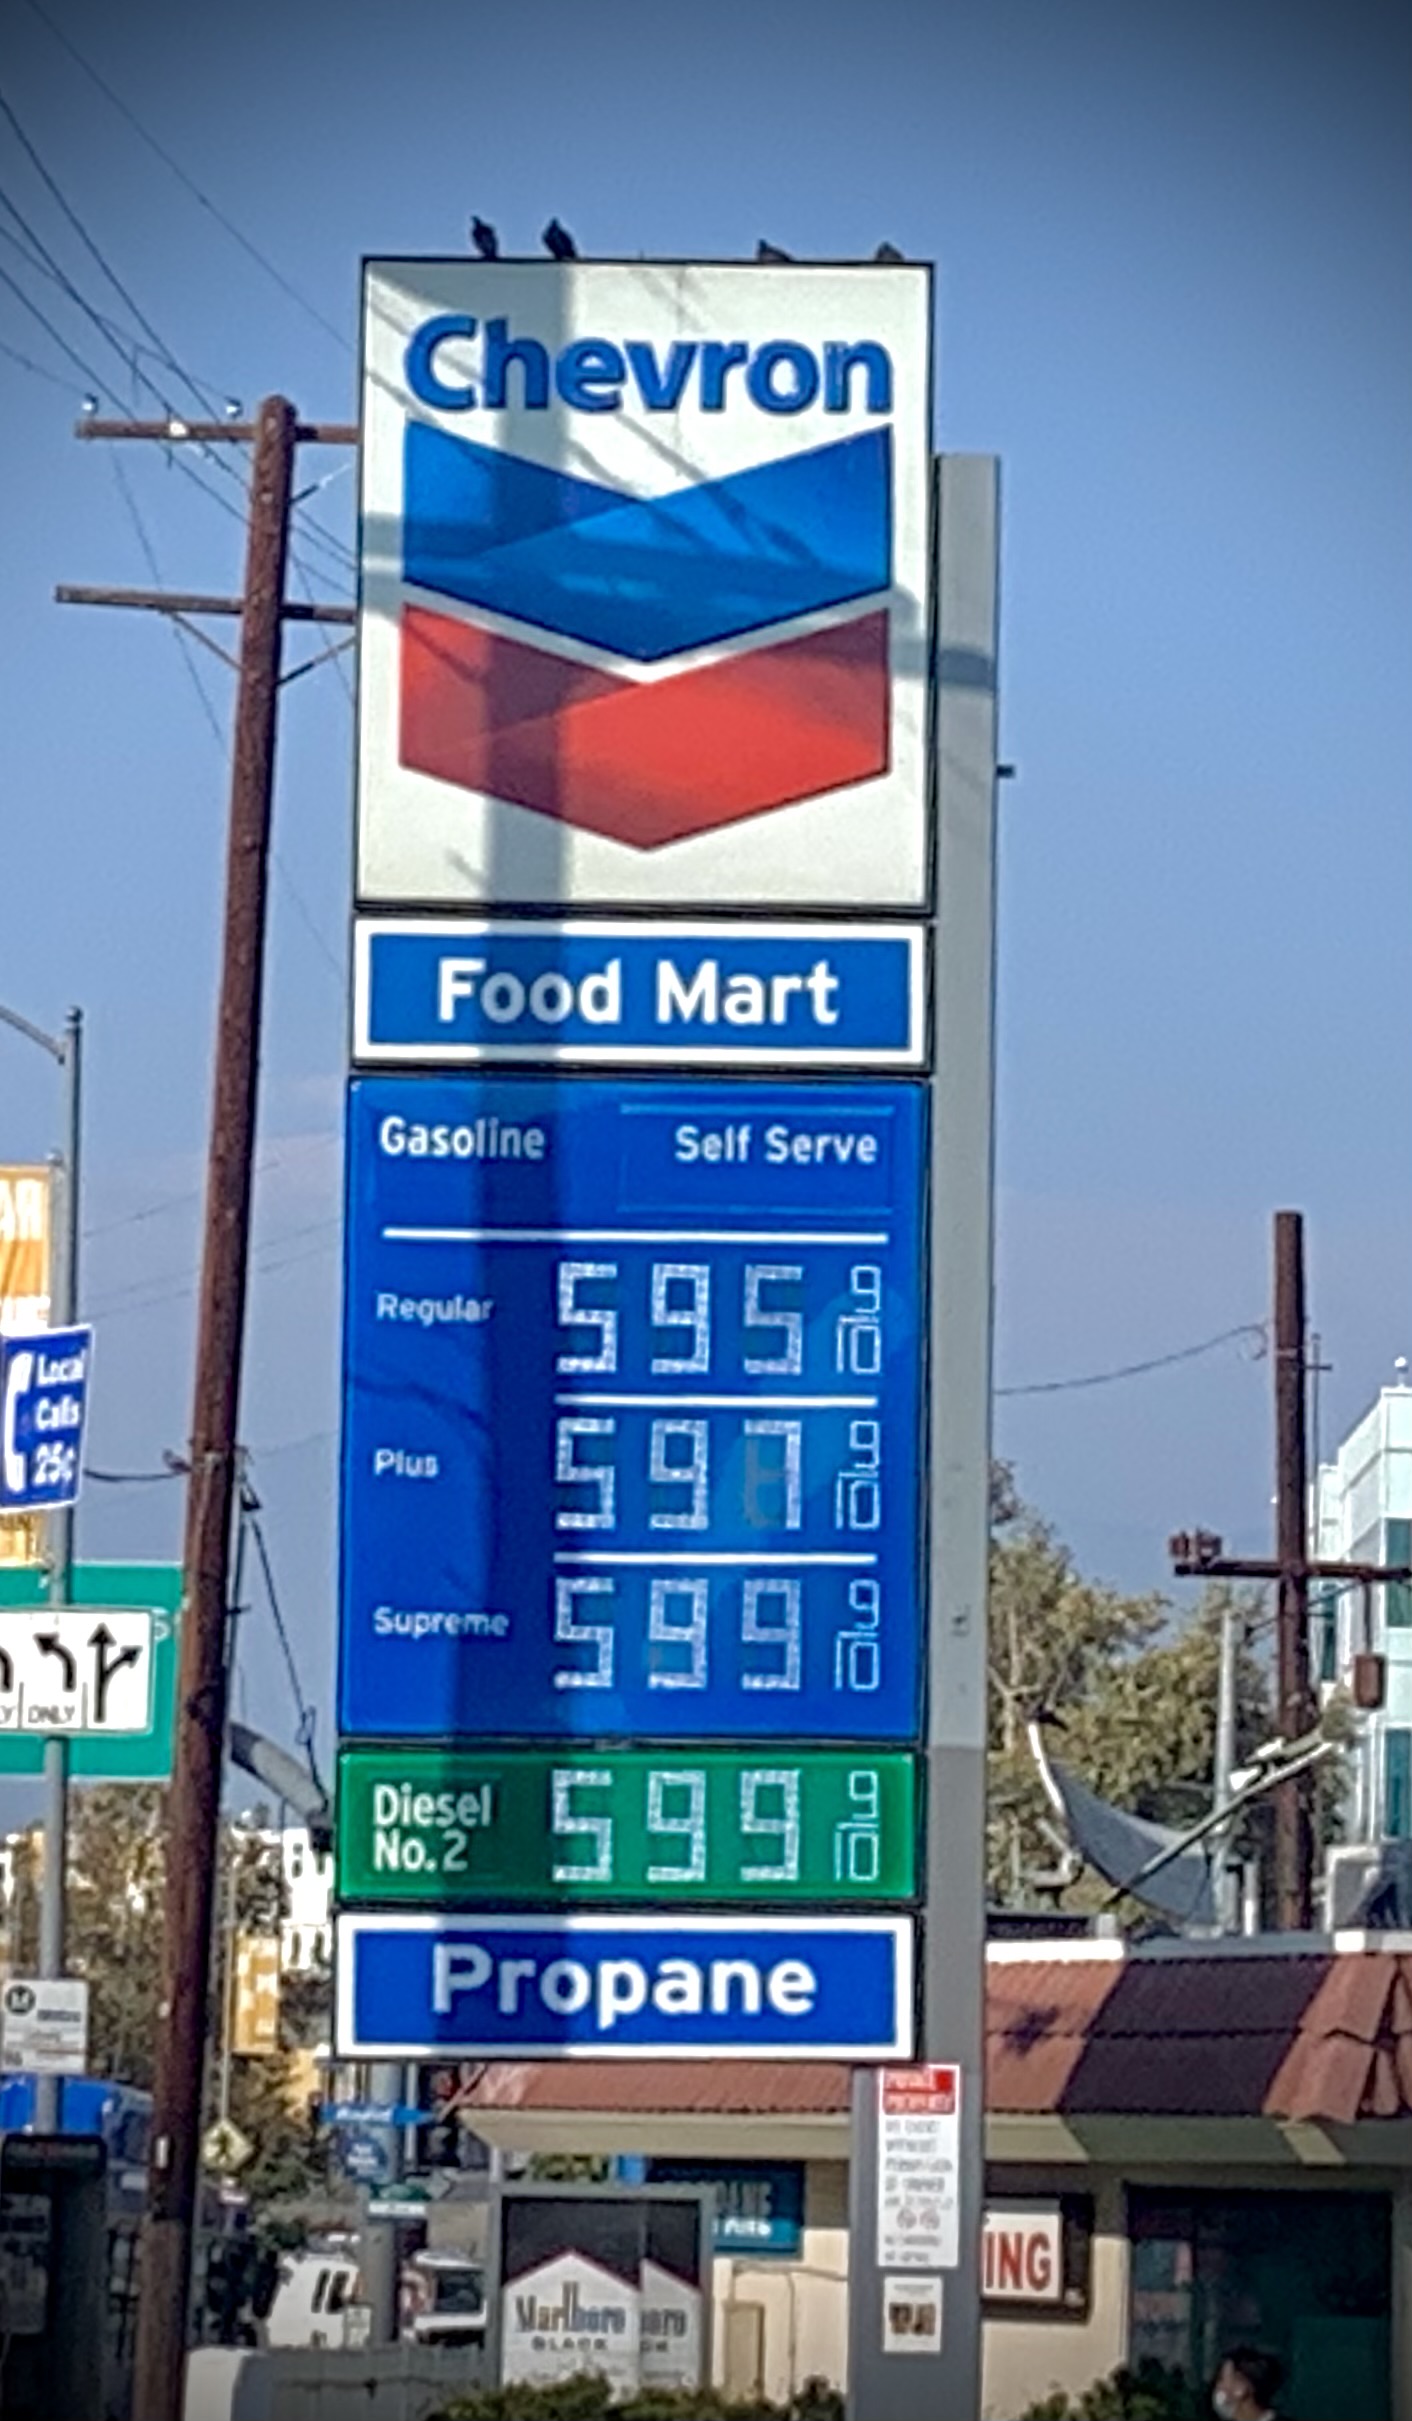 Chevron
Food Mart
Gasoline Self Serve
Regular 5 9 5 9/10
Plus 5 9 7 9/10
Supreme 5 9 9 9/10
Diesel
No.2 5 9 9 9/10
Propane
Local
Calls
25¢
ONLY
Marlboro
BLACK
ING